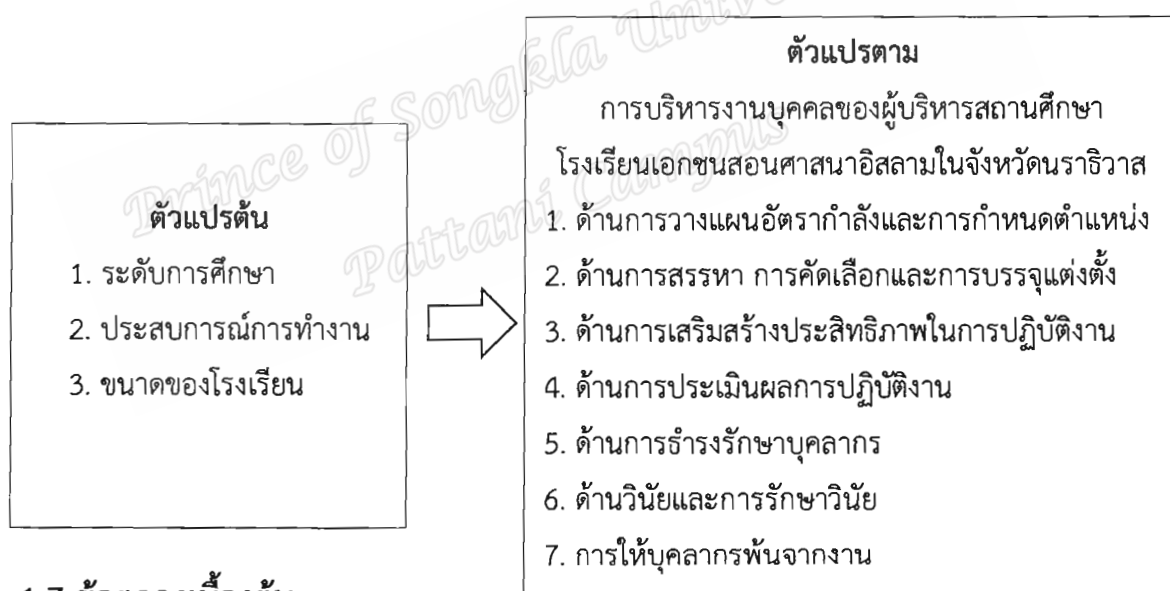 Prince of Songkla
Pattani Campus
ตัวแปรต้น
1. ระดับการศึกษา
2. ประสบการณ์การทำงาน
3. ขนาดของโรงเรียน
ตัวแปรตาม
การบริหารงานบุคคลของผู้บริหารสถานศึกษา
โรงเรียนเอกชนสอนศาสนาอิสลามในจังหวัดนราธิวาส
1. ด้านการวางแผนอัตรากำลังและการกำหนดตำแหน่ง
2. ด้านการสรรหา การคัดเลือกและการบรรจุแต่งตั้ง
3. ด้านการเสริมสร้างประสิทธิภาพในการปฏิบัติงาน
4. ด้านการประเมินผลการปฏิบัติงาน
5. ด้านการธำรงรักษาบุคลากร
6. ด้านวินัยและการรักษาวินัย
7. การให้บุคลากรพ้นจากงาน